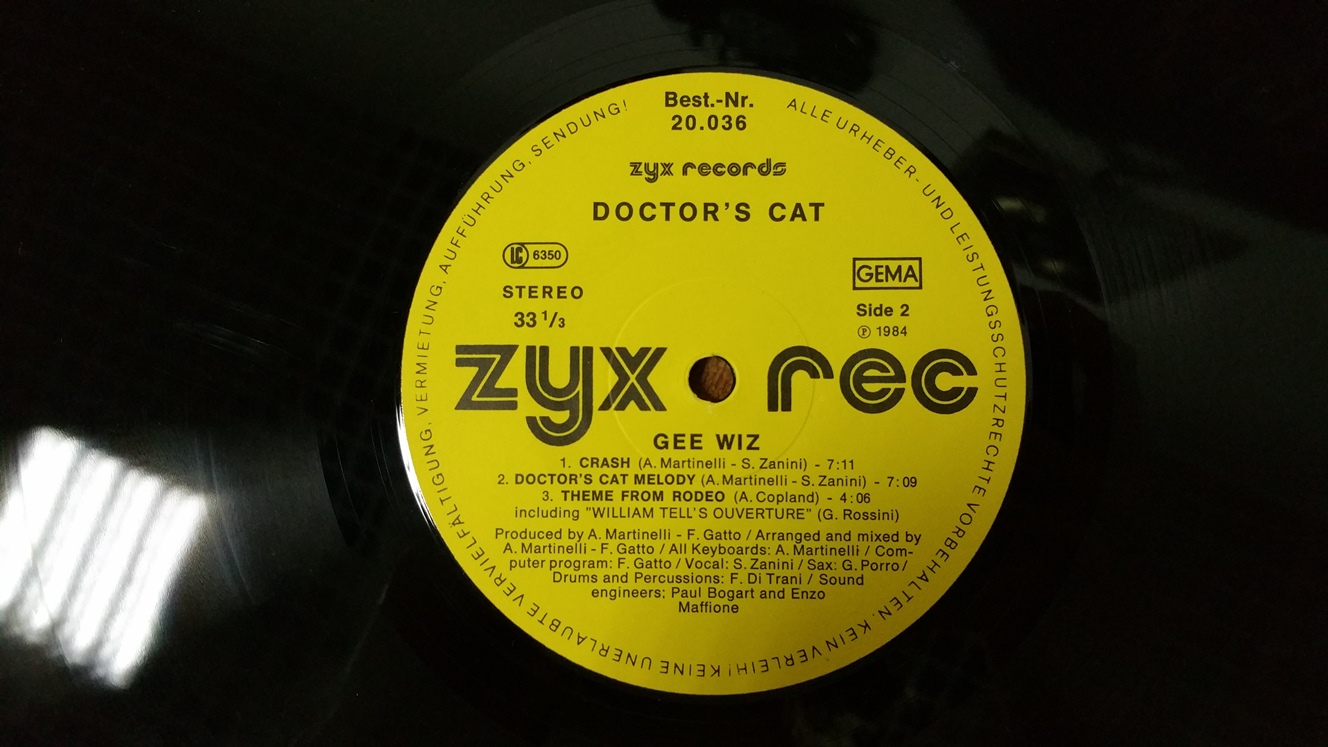 Best.-Nr.
20.036
zyx records
DOCTOR'S CAT
LC 6350
GEMA
STEREO
Side 2
33 1/3
℗ 1984
zyx rec
GEE WIZ
1. CRASH (A. Martinelli - S. Zanini) - 7:11
2. DOCTOR'S CAT MELODY (A. Martinelli - S. Zanini) - 7:09
3. THEME FROM RODEO (A. Copland) - 4:06
including "WILLIAM TELL'S OUVERTURE" (G. Rossini)
Produced by A. Martinelli - F. Gatto / Arranged and mixed by
A. Martinelli - F. Gatto / All Keyboards: A. Martinelli / Com-
puter program: F. Gatto / Vocal: S. Zanini / Sax: G. Porro /
Drums and Percussions: F. Di Trani / Sound
engineers: Paul Bogart and Enzo
Maffione
ALLE URHEBER- UND LEISTUNGSSCHUTZRECHTE VORBEHALTEN. KEIN VERLEIH! KEINE UNERLAUBTE VERVIELFÄLTIGUNG, VERMIETUNG, AUFFÜHRUNG, SENDUNG!